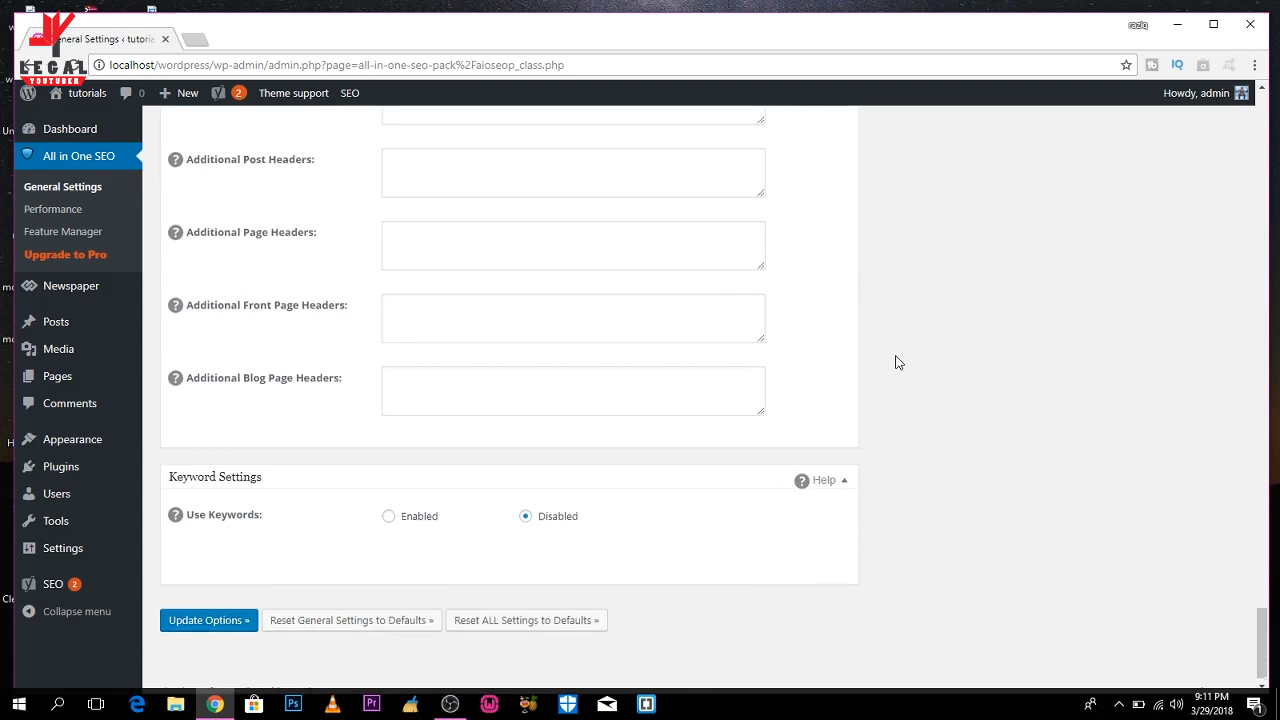 raziq
General Settings ‹ tutoria
LEGAL
YOUTUBER
localhost/wordpress/wp-admin/admin.php?page=all-in-one-seo-pack%2Faioseop_class.php
tutorials 0 New 2 Theme support SEO
Howdy, admin
Dashboard
All in One SEO
General Settings
Performance
Feature Manager
Upgrade to Pro
Newspaper
Posts
Media
Pages
Comments
Appearance
Plugins
Users
Tools
Settings
SEO 2
Collapse menu
Additional Post Headers:
Additional Page Headers:
Additional Front Page Headers:
Additional Blog Page Headers:
Keyword Settings
Help
Use Keywords: Enabled Disabled
Update Options » Reset General Settings to Defaults » Reset ALL Settings to Defaults »
9:11 PM
3/29/2018